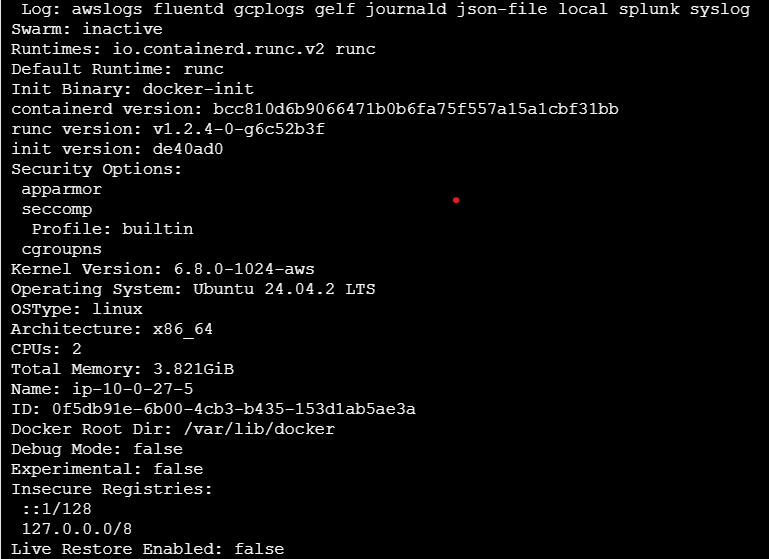 Log: awslogs fluentd gcplogs gelf journald json-file local splunk syslog
Swarm: inactive
Runtimes: io.containerd.runc.v2 runc
Default Runtime: runc
Init Binary: docker-init
containerd version: bcc810d6b9066471b0b6fa75f557a15a1cbf31bb
runc version: v1.2.4-0-g6c52b3f
init version: de40ad0
Security Options:
apparmor
seccomp
Profile: builtin
cgroupns
Kernel Version: 6.8.0-1024-aws
Operating System: Ubuntu 24.04.2 LTS
OSType: linux
Architecture: x86_64
CPUs: 2
Total Memory: 3.821GiB
Name: ip-10-0-27-5
ID: 0f5db91e-6b00-4cb3-b435-153d1ab5ae3a
Docker Root Dir: /var/lib/docker
Debug Mode: false
Experimental: false
Insecure Registries:
::1/128
127.0.0.0/8
Live Restore Enabled: false